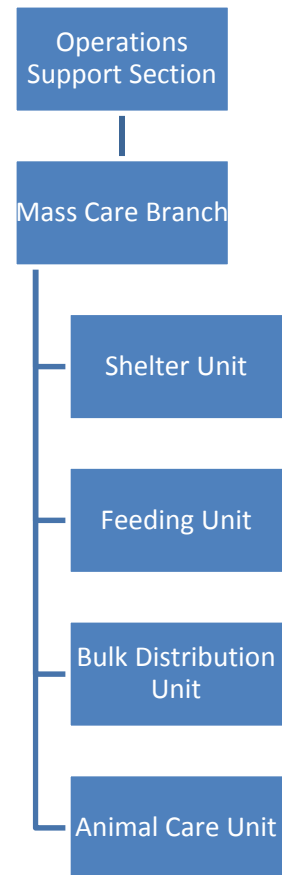 Operations
Support Section
Mass Care Branch
Shelter Unit
Feeding Unit
Bulk Distribution
Unit
Animal Care Unit